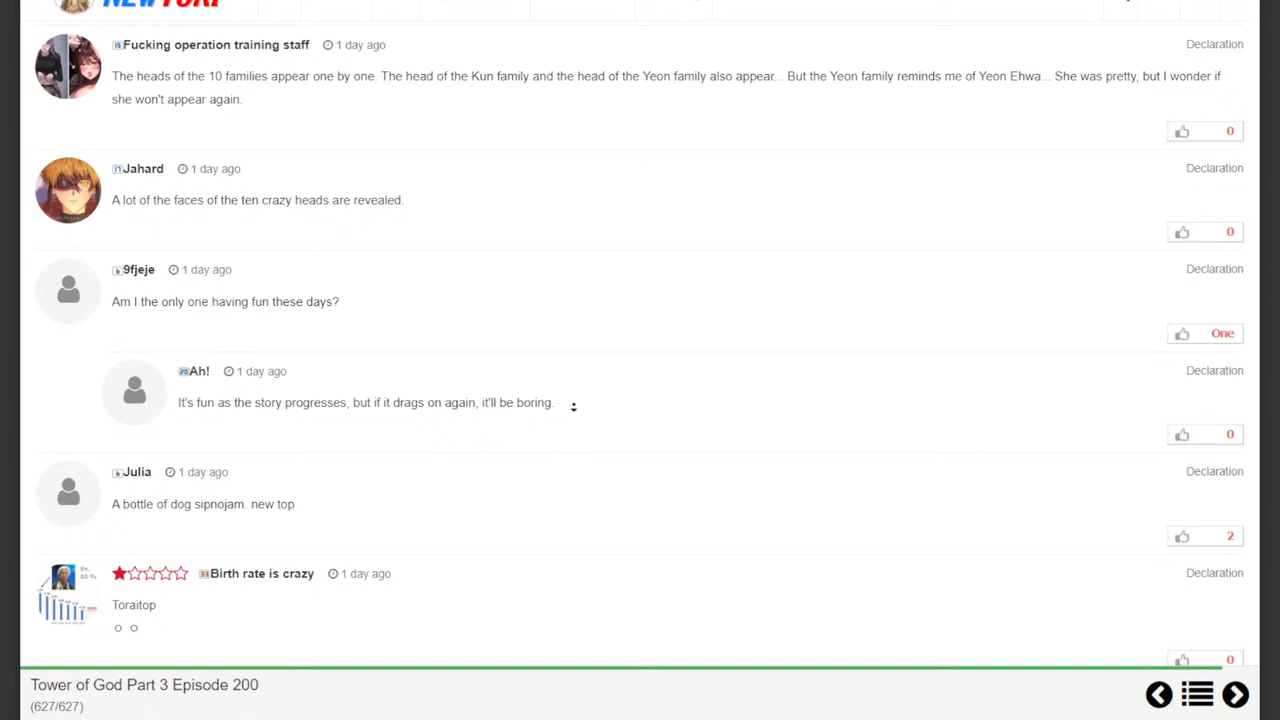 Fucking operation training staff 1 day ago Declaration
The heads of the 10 families appear one by one. The head of the Kun family and the head of the Yeon family also appear... But the Yeon family reminds me of Yeon Ehwa... She was pretty, but I wonder if
she won't appear again.
0
Jahard 1 day ago Declaration
A lot of the faces of the ten crazy heads are revealed.
0
9fjeje 1 day ago Declaration
Am I the only one having fun these days?
One
20 Ah! 1 day ago Declaration
It's fun as the story progresses, but if it drags on again, it'll be boring.
0
Julia 1 day ago Declaration
A bottle of dog sipnojam. new top
2
Birth rate is crazy 1 day ago Declaration
Toraitop
ㅇ ㅇ
0
Tower of God Part 3 Episode 200
(627/627)